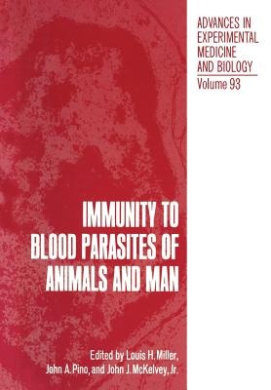 ADVANCES IN
EXPERIMENTAL
MEDICINE
AND BIOLOGY
Volume 93
IMMUNITY TO
BLOOD PARASITES OF
ANIMALS AND MAN
Edited by Louis H. Miller,
John A. Pino, and John J. McKelvey, Jr.